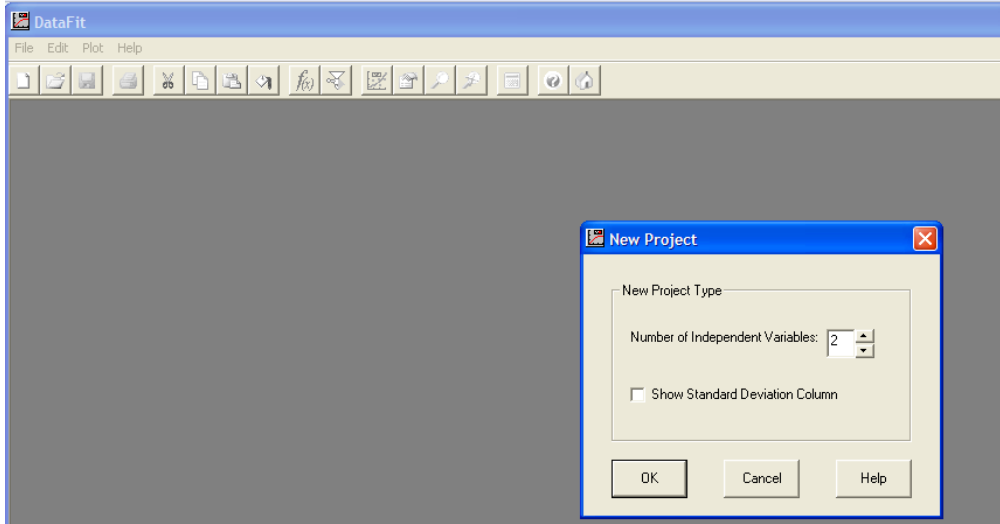 DataFit
File Edit Plot Help
f(x)
New Project
New Project Type
Number of Independent Variables: 2
Show Standard Deviation Column
OK Cancel Help